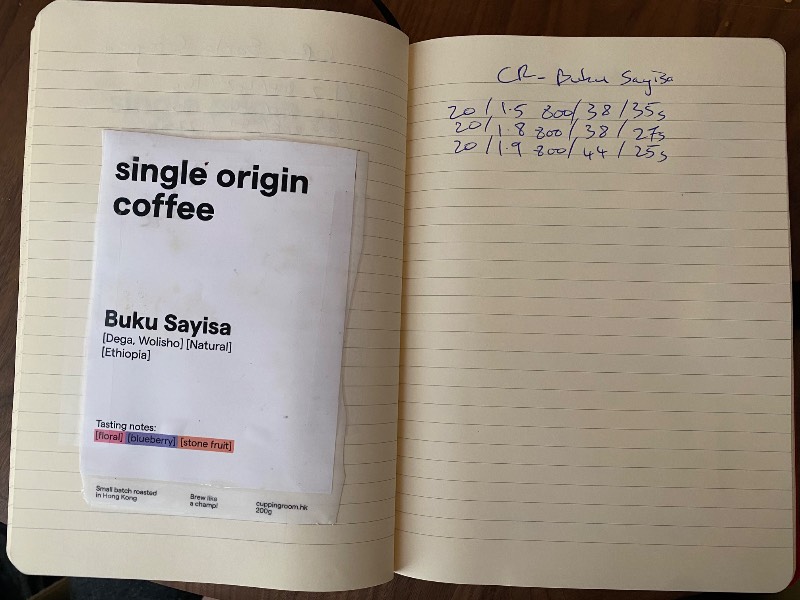 single origin
coffee
Buku Sayisa
[Dega, Wolisho] [Natural]
[Ethiopia]
Tasting notes:
[floral] [blueberry] [stone fruit]
Small batch roasted
in Hong Kong
Brew like
a champ!
cuppingroom.hk
200g
CR - Buku Sayisa
20 / 1.5 800/ 38 / 35s
20/ 1.8 800/ 38 / 27s
20 / 1.9 800/ 44 / 25s